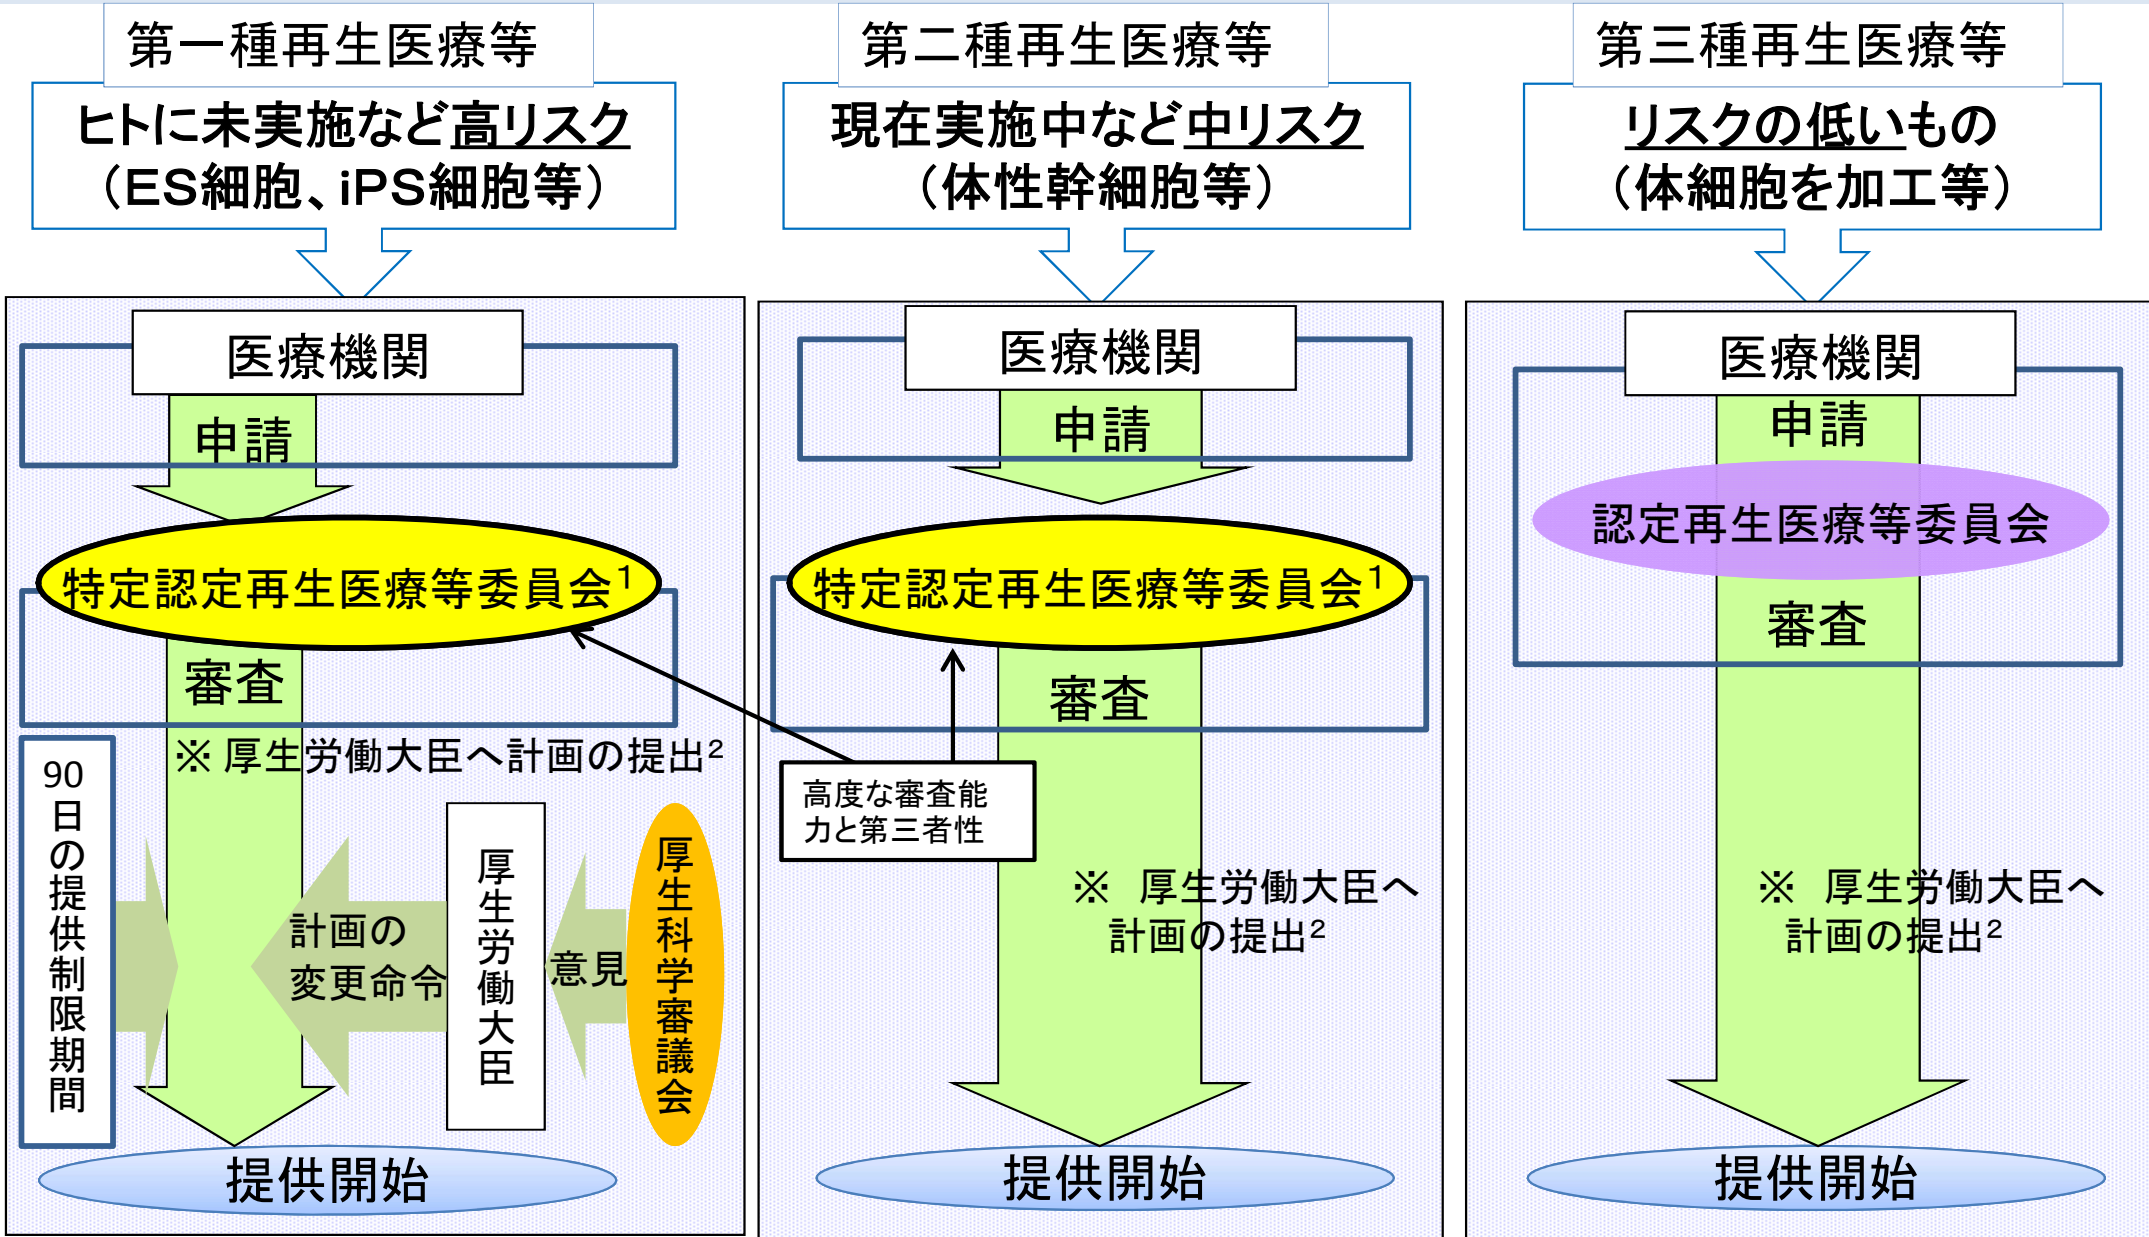 第一種再生医療等
ヒトに未実施など高リスク
（ES細胞、iPS細胞等）
医療機関
申請
特定認定再生医療等委員会¹
審査
※ 厚生労働大臣へ計画の提出²
90日の提供制限期間
計画の
変更命令
厚生労働大臣
意見
厚生科学審議会
提供開始
第二種再生医療等
現在実施中など中リスク
（体性幹細胞等）
医療機関
申請
特定認定再生医療等委員会¹
審査
高度な審査能
力と第三者性
※ 厚生労働大臣へ
計画の提出²
提供開始
第三種再生医療等
リスクの低いもの
（体細胞を加工等）
医療機関
申請
認定再生医療等委員会
審査
※ 厚生労働大臣へ
計画の提出²
提供開始